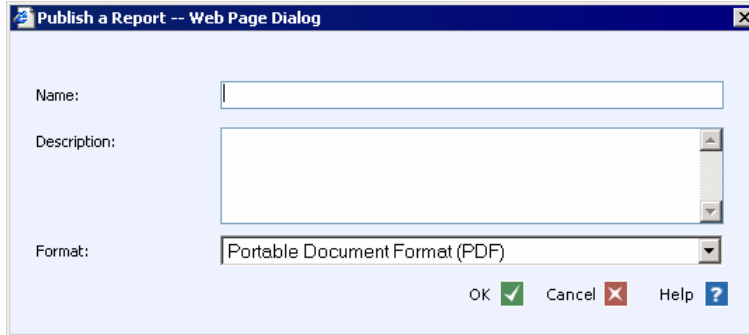 Publish a Report -- Web Page Dialog
Name:
Description:
Format: Portable Document Format (PDF)
OK Cancel Help ?